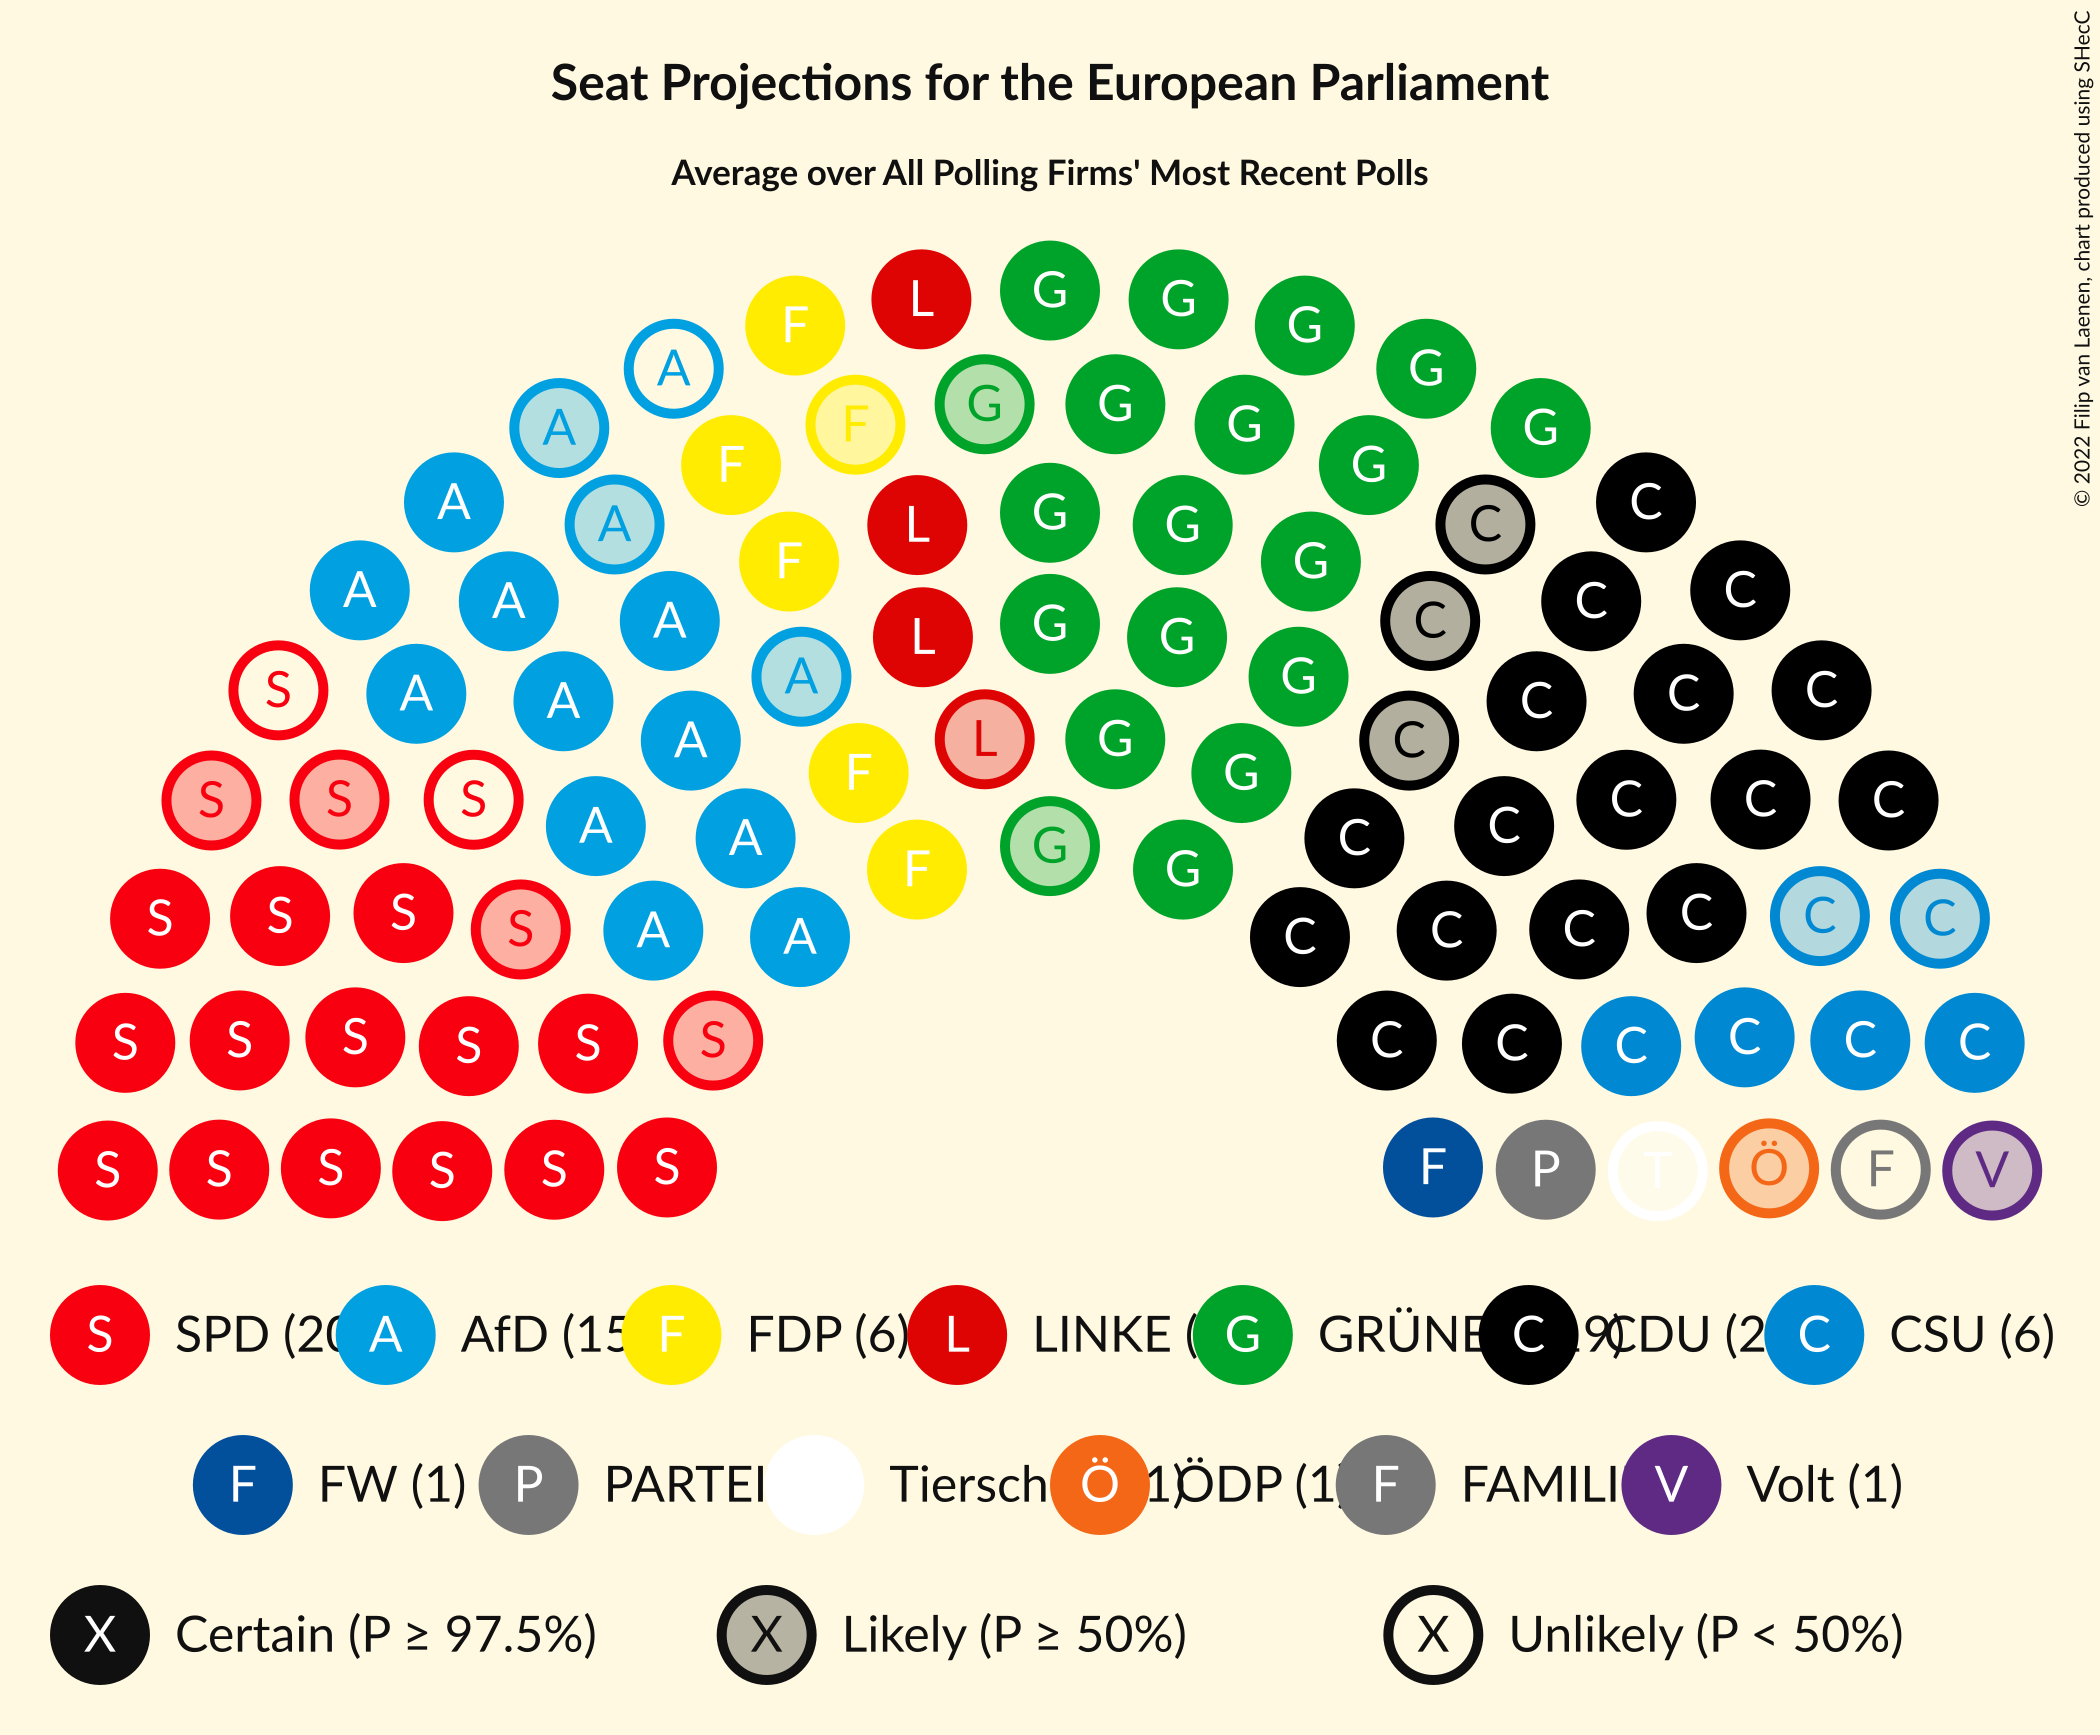 Seat Projections for the European Parliament
Average over All Polling Firms' Most Recent Polls
© 2022 Filip van Laenen, chart produced using SHecC
L G G G
F G
A F G G G G
A F G C C
A A F L G G G C
A A A L G G G C C C
S A A A A L G G C C C C
S S S A A F G G C C C C C C
S S S S A A F G C C C C C C C
S S S S S S C C C C C C
S S S S S S F P T Ö F V
S SPD (20 A AfD (15 F FDP (6) L LINKE ( G GRÜNE C 9) CDU (2 C CSU (6)
F FW (1) P PARTEI Tiersch Ö 1) ÖDP (1 F FAMILI V Volt (1)
X Certain (P ≥ 97.5%) X Likely (P ≥ 50%) X Unlikely (P < 50%)